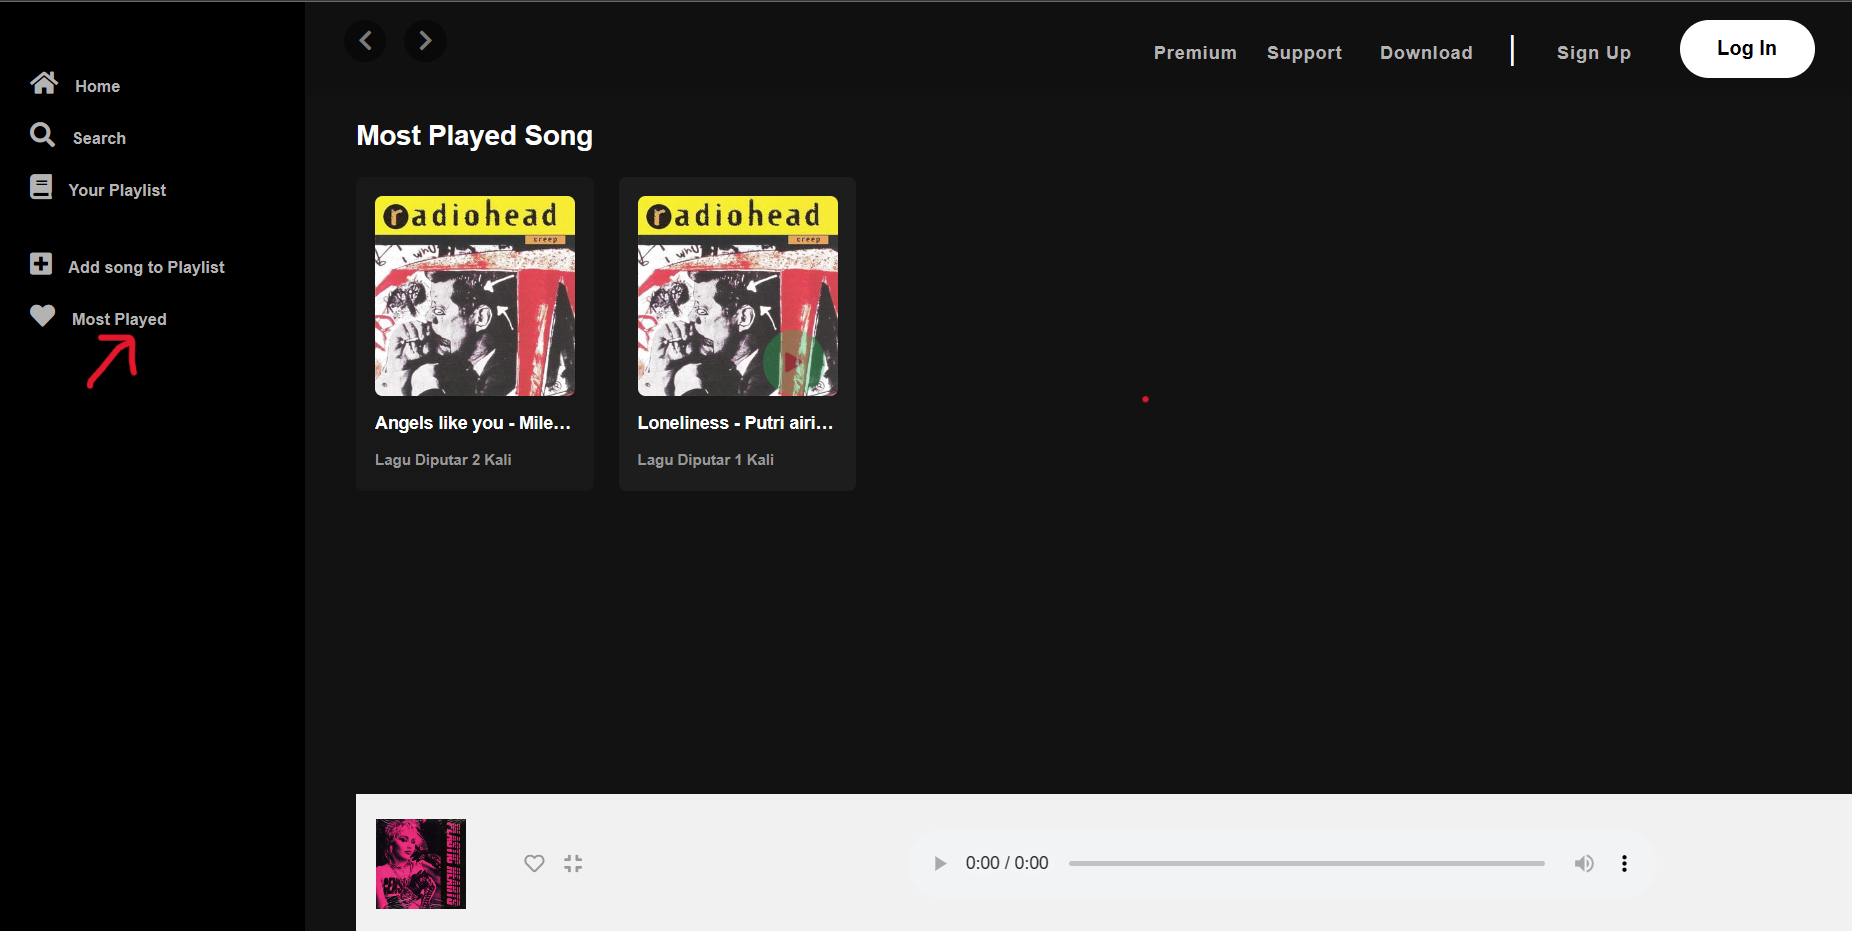 Premium Support Download | Sign Up Log In
Home
Search
Your Playlist
Add song to Playlist
Most Played
Most Played Song
radiohead
creep
radiohead
creep
Angels like you - Mile...
Lagu Diputar 2 Kali
Loneliness - Putri airi...
Lagu Diputar 1 Kali
0:00 / 0:00